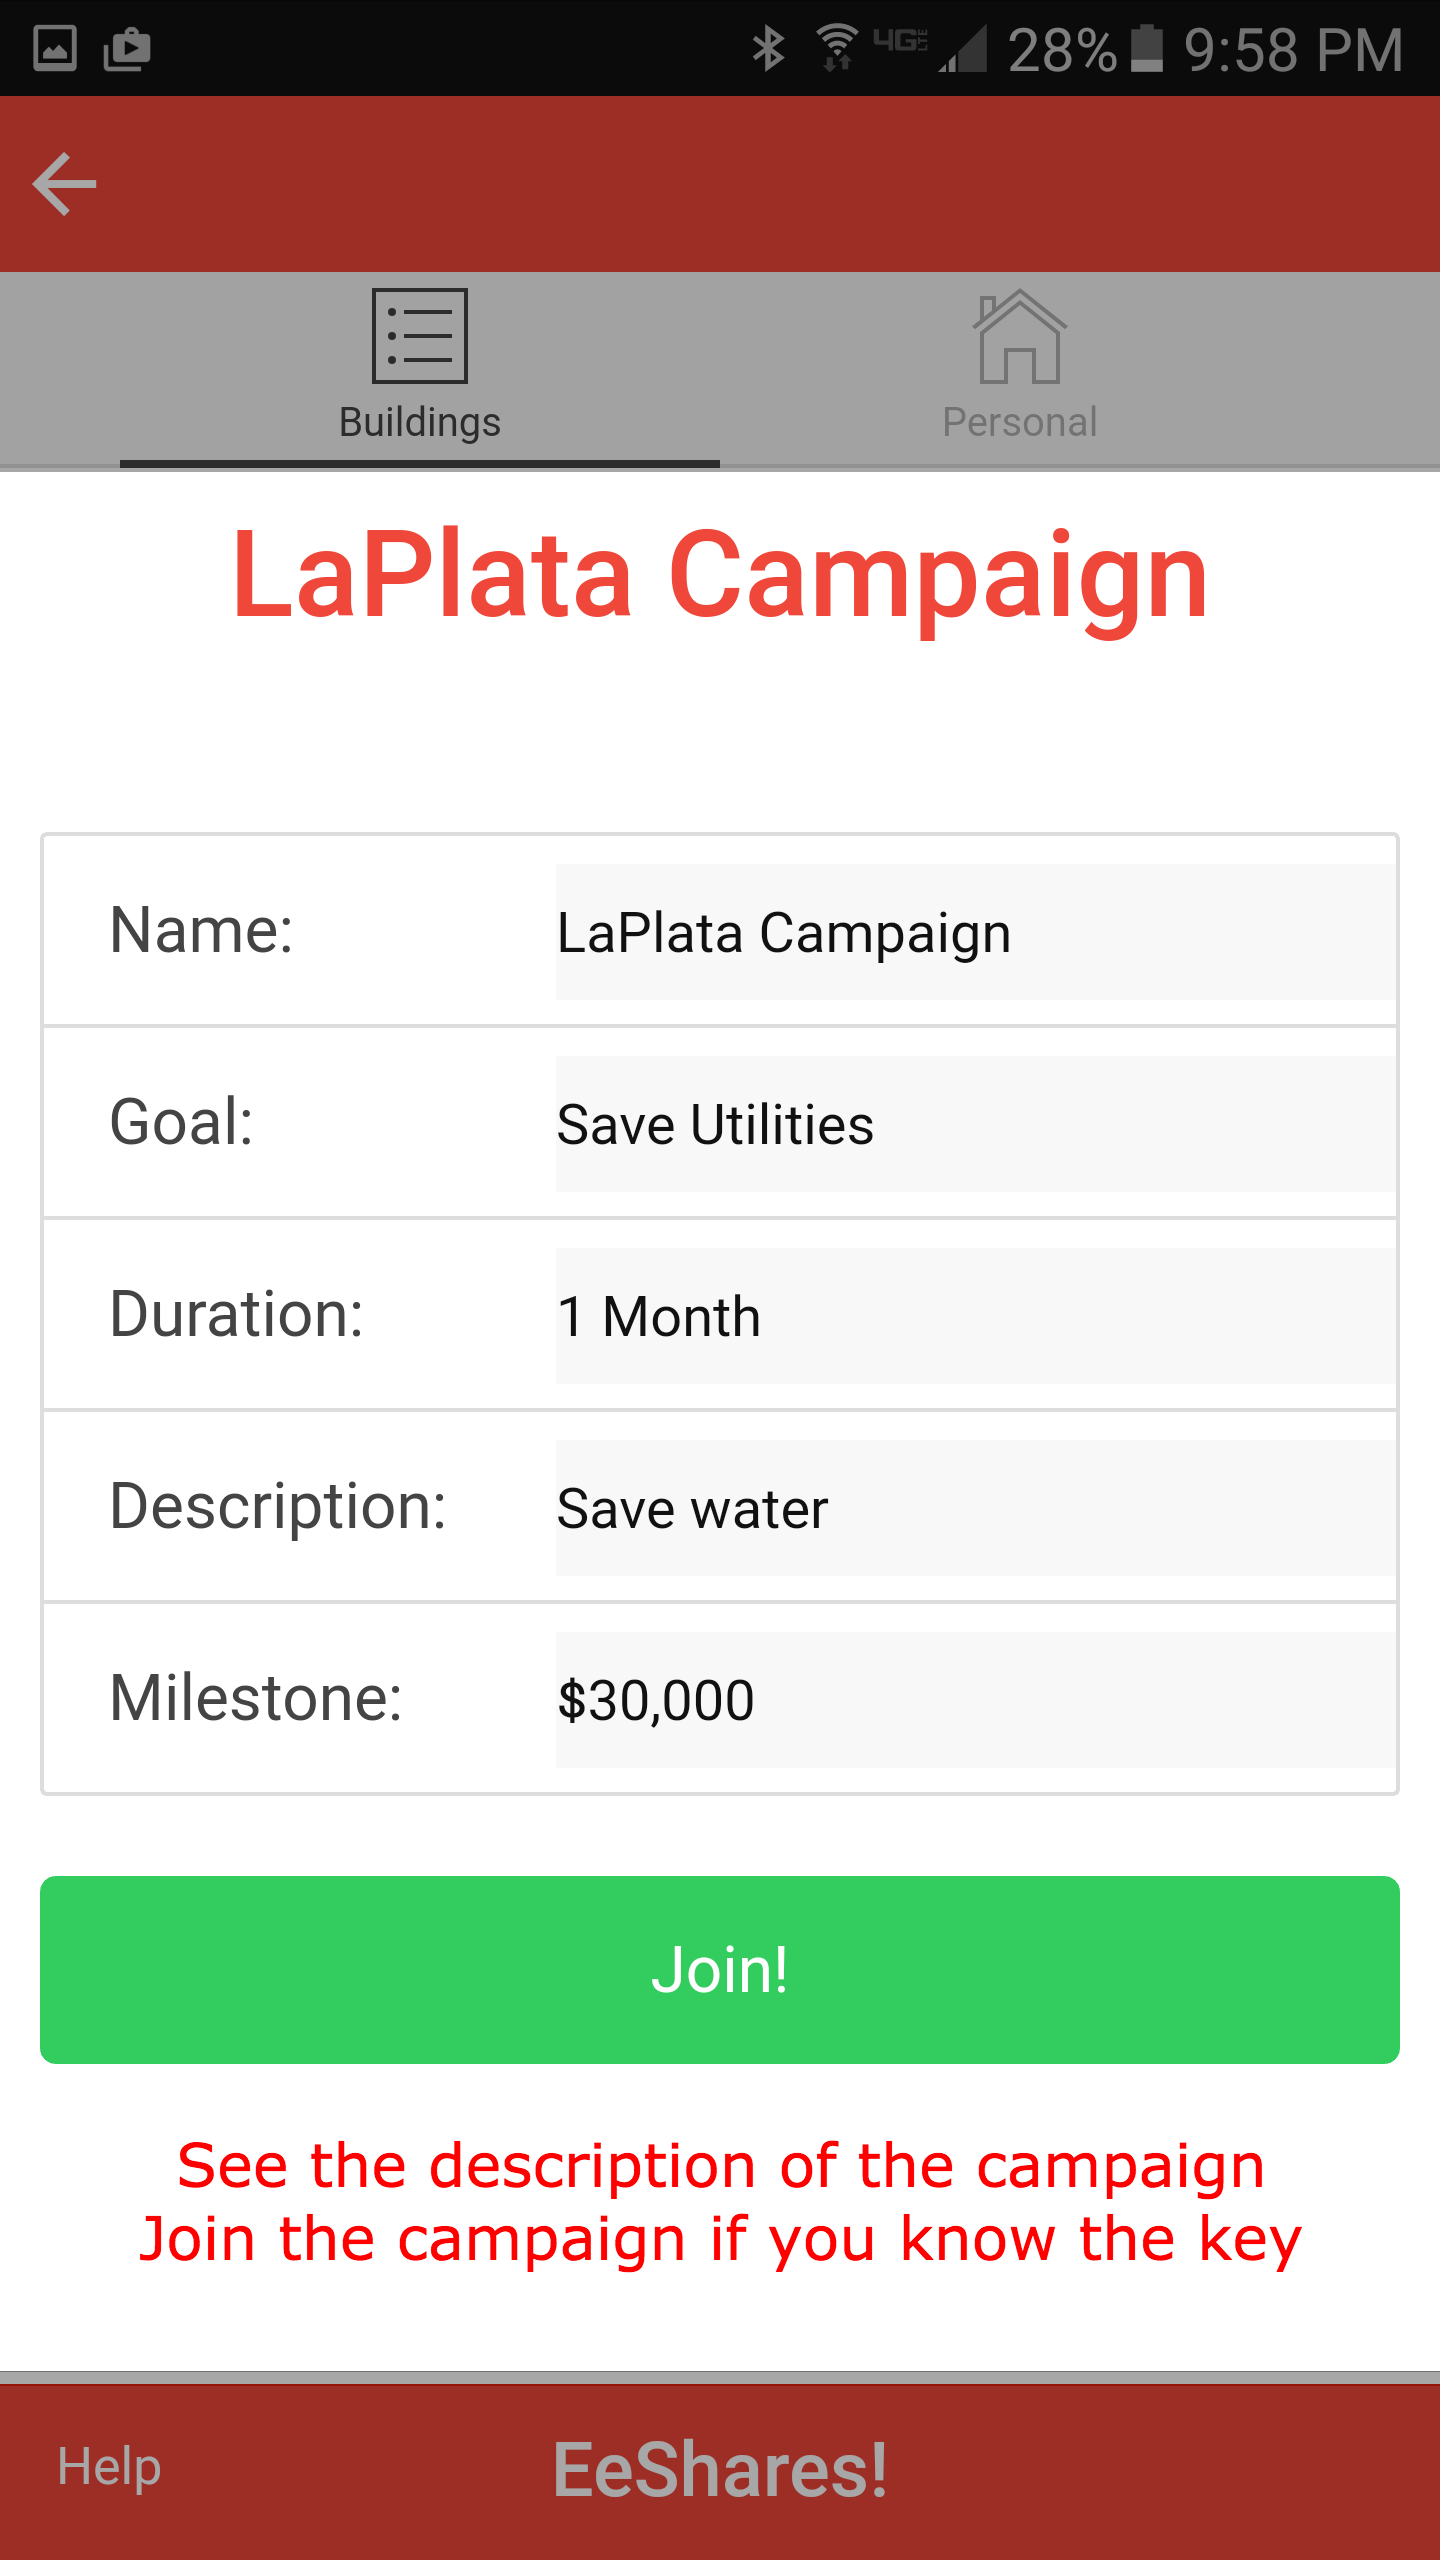 4G LTE 28% 9:58 PM
Buildings Personal
LaPlata Campaign
Name: LaPlata Campaign
Goal: Save Utilities
Duration: 1 Month
Description: Save water
Milestone: $30,000
Join!
See the description of the campaign
Join the campaign if you know the key
Help EeShares!